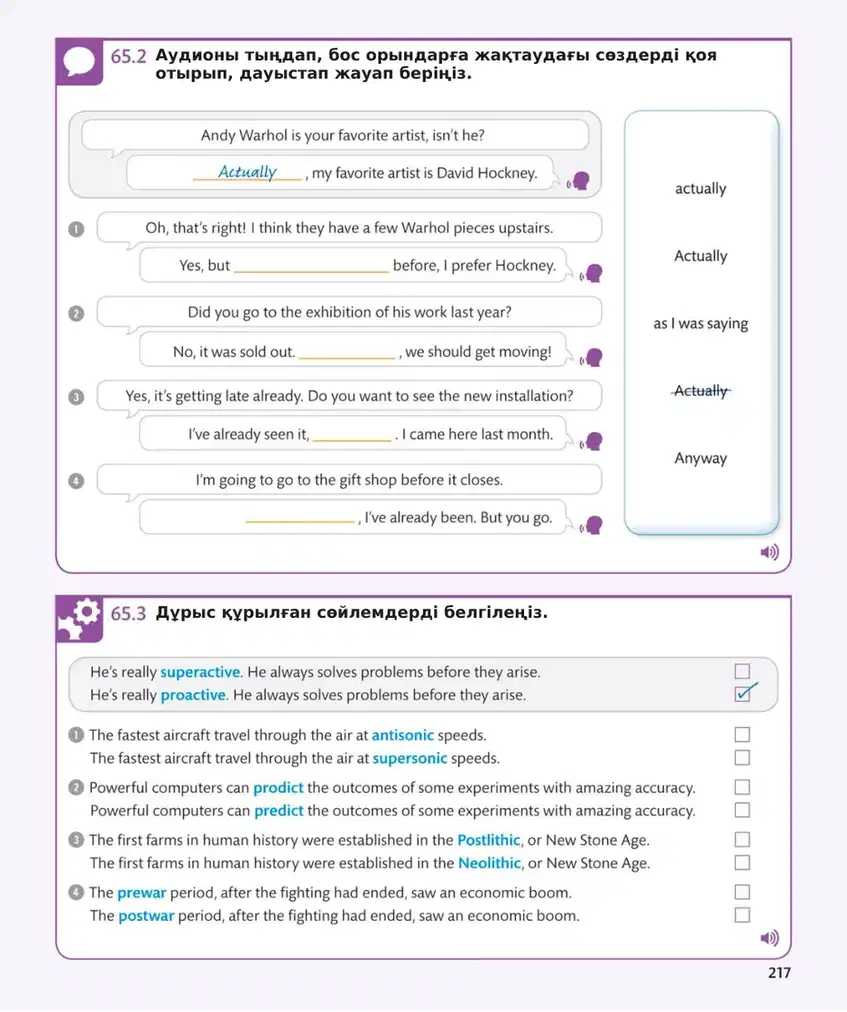 65.2 Аудионы тыңдап, бос орындарға жақтаудағы сөздерді қоя
отырып, дауыстап жауап беріңіз.
Andy Warhol is your favorite artist, isn't he?
Actually, my favorite artist is David Hockney.
1 Oh, that's right! I think they have a few Warhol pieces upstairs.
Yes, but ____ before, I prefer Hockney.
2 Did you go to the exhibition of his work last year?
No, it was sold out. ____, we should get moving!
3 Yes, it's getting late already. Do you want to see the new installation?
I've already seen it, ____. I came here last month.
4 I'm going to go to the gift shop before it closes.
____, I've already been. But you go.
actually
Actually
as I was saying
Actually
Anyway
65.3 Дұрыс құрылған сөйлемдерді белгілеңіз.
He's really superactive. He always solves problems before they arise.
He's really proactive. He always solves problems before they arise.
1 The fastest aircraft travel through the air at antisonic speeds.
The fastest aircraft travel through the air at supersonic speeds.
2 Powerful computers can prodict the outcomes of some experiments with amazing accuracy.
Powerful computers can predict the outcomes of some experiments with amazing accuracy.
3 The first farms in human history were established in the Postlithic, or New Stone Age.
The first farms in human history were established in the Neolithic, or New Stone Age.
4 The prewar period, after the fighting had ended, saw an economic boom.
The postwar period, after the fighting had ended, saw an economic boom.
217